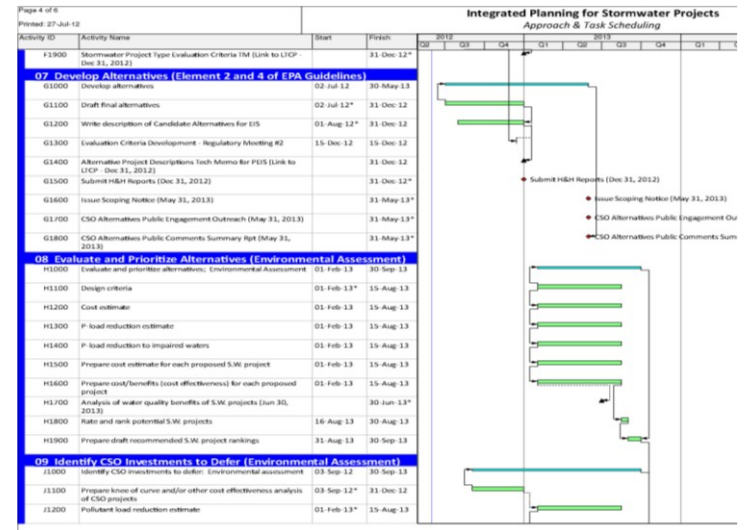 Page 4 of 6
Printed: 27-Jul-12
Integrated Planning for Stormwater Projects
Approach & Task Scheduling
Activity ID Activity Name Start Finish 2012 2013
Q2 Q3 Q4 Q1 Q2 Q3 Q4 Q1
F1900 Stormwater Project Type Evaluation Criteria TM (Link to LTCP - 31-Dec-12*
Dec 31, 2012)
07 Develop Alternatives (Element 2 and 4 of EPA Guidelines)
G1000 Develop alternatives 02-Jul-12 30-May-13
G1100 Draft final alternatives 02-Jul-12* 31-Dec-12
G1200 Write description of Candidate Alternatives for EIS 01-Aug-12* 31-Dec-12
G1300 Evaluation Criteria Development - Regulatory Meeting #2 15-Dec-12 15-Dec-12
G1400 Alternative Project Descriptions Tech Memo for PEIS (Link to 31-Dec-12
LTCP - Dec 31, 2012)
G1500 Submit H&H Reports (Dec 31, 2012) 31-Dec-12* Submit H&H Reports (Dec 31, 2012)
G1600 Issue Scoping Notice (May 31, 2013) 31-May-13* Issue Scoping Notice (May 31, 2013)
G1700 CSO Alternatives Public Engagement Outreach (May 31, 2013) 31-May-13* CSO Alternatives Public Engagement Ou
G1800 CSO Alternatives Public Comments Summary Rpt (May 31, 31-May-13* CSO Alternatives Public Comments Sum
2013)
08 Evaluate and Prioritize Alternatives (Environmental Assessment)
H1000 Evaluate and prioritize alternatives; Environmental Assessment 01-Feb-13 30-Sep-13
H1100 Design criteria 01-Feb-13* 15-Aug-13
H1200 Cost estimate 01-Feb-13 15-Aug-13
H1300 P-load reduction estimate 01-Feb-13 15-Aug-13
H1400 P-load reduction to impaired waters 01-Feb-13 15-Aug-13
H1500 Prepare cost estimate for each proposed S.W. project 01-Feb-13 15-Aug-13
H1600 Prepare cost/benefits (cost effectiveness) for each proposed 01-Feb-13 15-Aug-13
project
H1700 Analysis of water quality benefits of S.W. projects (Jun 30, 30-Jun-13*
2013)
H1800 Rate and rank potential S.W. projects 16-Aug-13 30-Aug-13
H1900 Prepare draft recommended S.W. project rankings 31-Aug-13 30-Sep-13
09 Identify CSO Investments to Defer (Environmental Assessment)
J1000 Identify CSO investments to defer: Environmental assessment 03-Sep-12 30-Sep-13
J1100 Prepare knee of curve and/or other cost effectiveness analysis 03-Sep-12* 31-Dec-12
of CSO projects
J1200 Pollutant load reduction estimate 01-Feb-13* 15-Aug-13